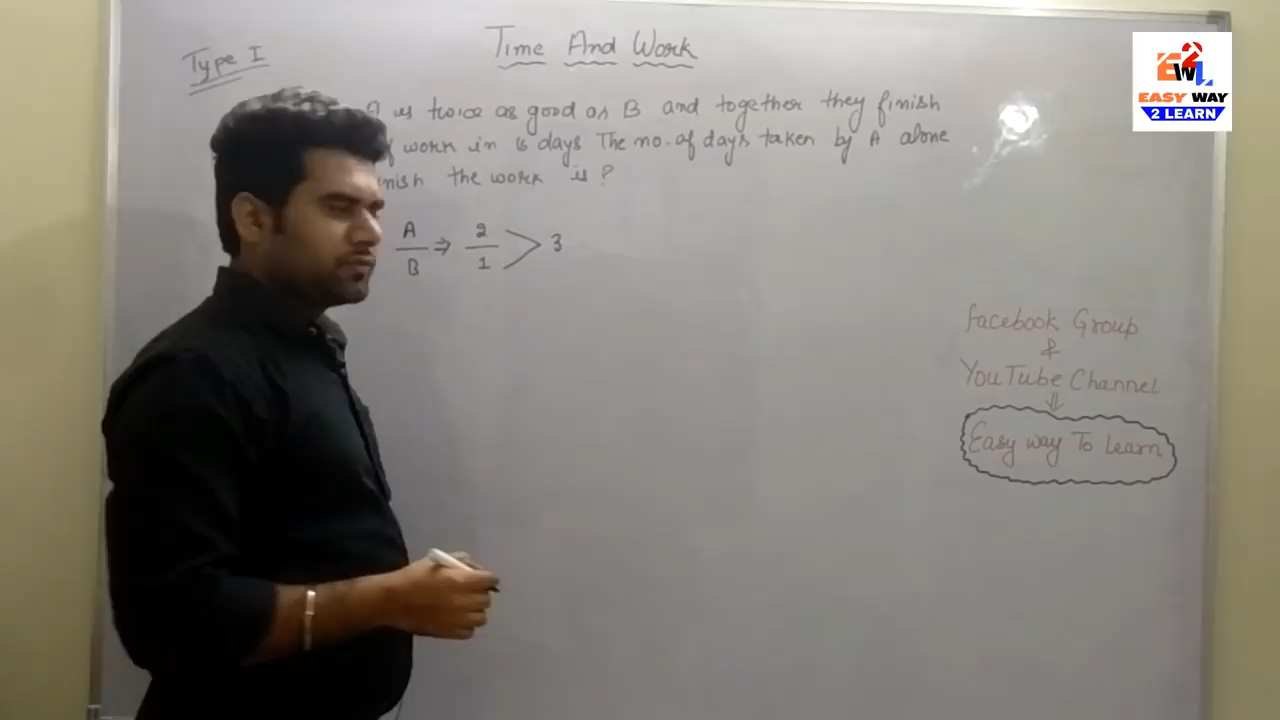 Type I
Time And Work
A is twice as good as B and together they finish
work in 6 days The no. of days taken by A alone
the work is ?
A
B
⇒
2
1
> 3
Facebook Group
&
YouTube Channel
⇓
Easy way To Learn
E2L
W
EASY WAY
2 LEARN